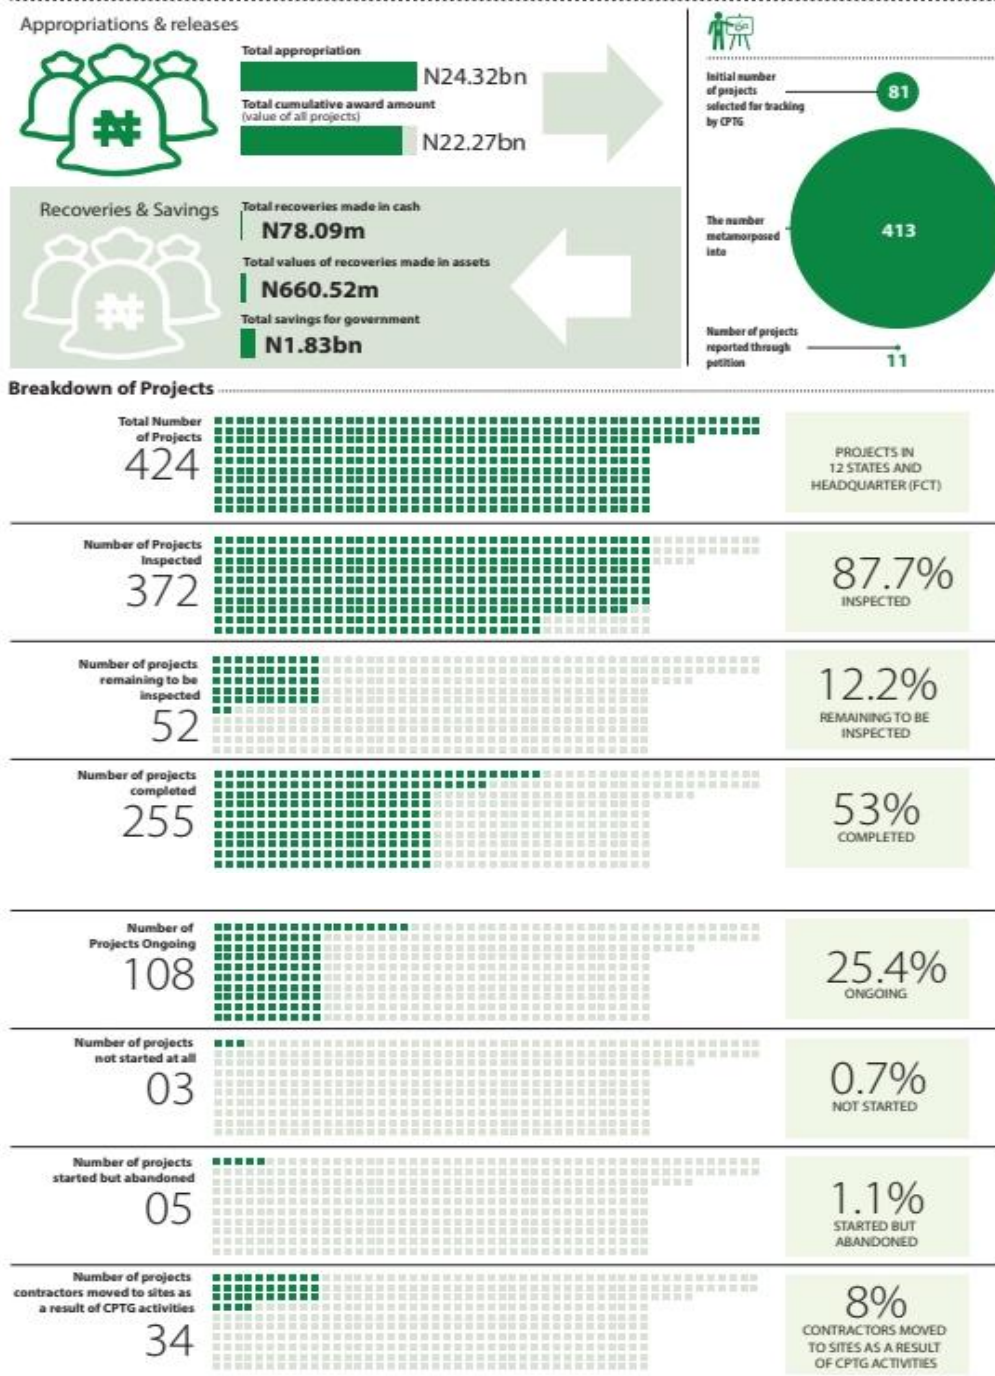 Appropriations & releases
Total appropriation
N24.32bn
Total cumulative award amount
(value of all projects)
N22.27bn
Recoveries & Savings
Total recoveries made in cash
N78.09m
Total values of recoveries made in assets
N660.52m
Total savings for government
N1.83bn
Initial number
of projects
selected for tracking
by CPTG
81
The number
metamorposed
into
413
Number of projects
reported through
petition
11
Breakdown of Projects
Total Number
of Projects
424
PROJECTS IN
12 STATES AND
HEADQUARTER (FCT)
Number of Projects
Inspected
372
87.7%
INSPECTED
Number of projects
remaining to be
inspected
52
12.2%
REMAINING TO BE
INSPECTED
Number of projects
completed
255
53%
COMPLETED
Number of
Projects Ongoing
108
25.4%
ONGOING
Number of projects
not started at all
03
0.7%
NOT STARTED
Number of projects
started but abandoned
05
1.1%
STARTED BUT
ABANDONED
Number of projects
contractors moved to sites as
a result of CPTG activities
34
8%
CONTRACTORS MOVED
TO SITES AS A RESULT
OF CPTG ACTIVITIES